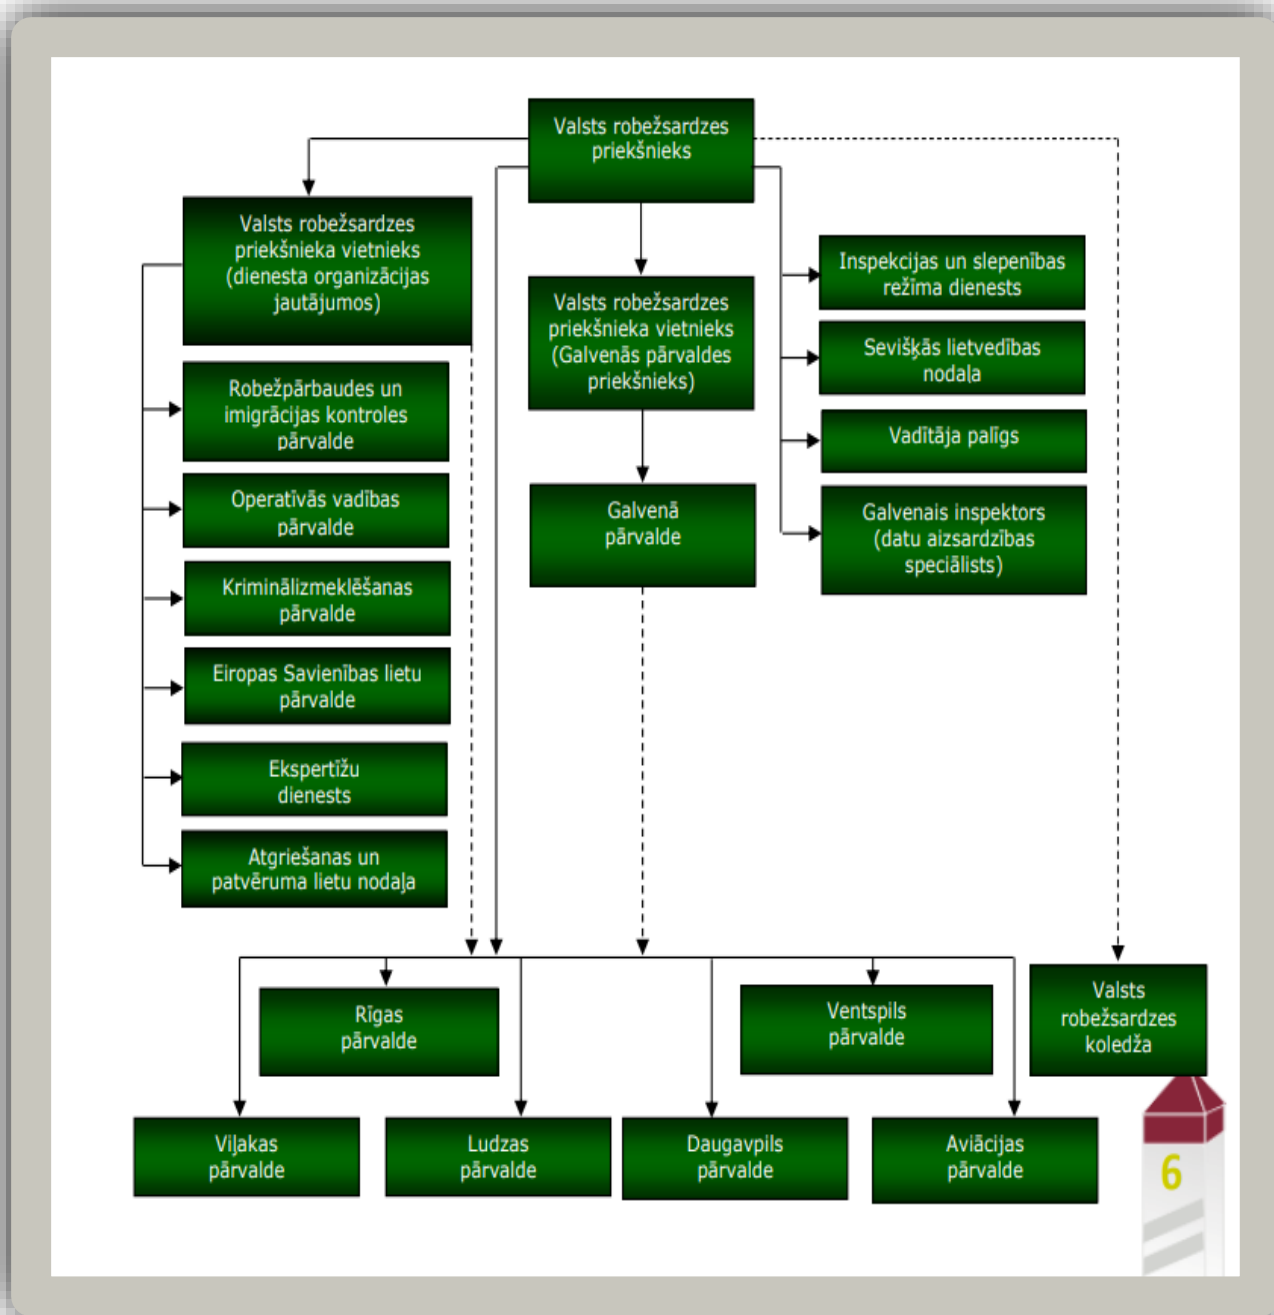 Valsts robežsardzes
priekšnieks
Valsts robežsardzes
priekšnieka vietnieks
(dienesta organizācijas
jautājumos)
Valsts robežsardzes
priekšnieka vietnieks
(Galvenās pārvaldes
priekšnieks)
Inspekcijas un slepenības
režīma dienests
Sevišķās lietvedības
nodaļa
Vadītāja palīgs
Galvenais inspektors
(datu aizsardzības
speciālists)
Robežpārbaudes un
imigrācijas kontroles
pārvalde
Operatīvās vadības
pārvalde
Kriminālizmeklēšanas
pārvalde
Eiropas Savienības lietu
pārvalde
Ekspertīžu
dienests
Atgriešanas un
patvēruma lietu nodaļa
Galvenā
pārvalde
Rīgas
pārvalde
Ventspils
pārvalde
Valsts
robežsardzes
koledža
Viļakas
pārvalde
Ludzas
pārvalde
Daugavpils
pārvalde
Aviācijas
pārvalde
6